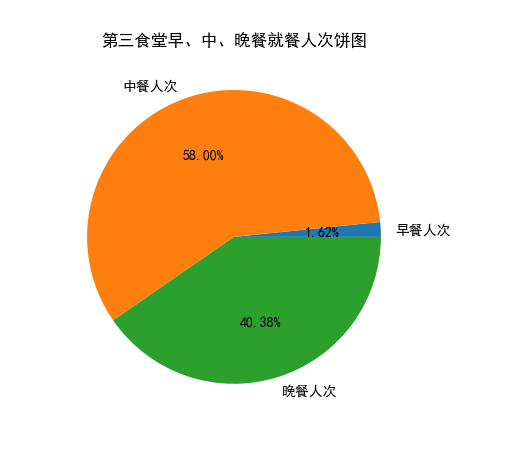 第三食堂早、中、晚餐就餐人次饼图
中餐人次
58.00%
早餐人次
1.62%
40.38%
晚餐人次